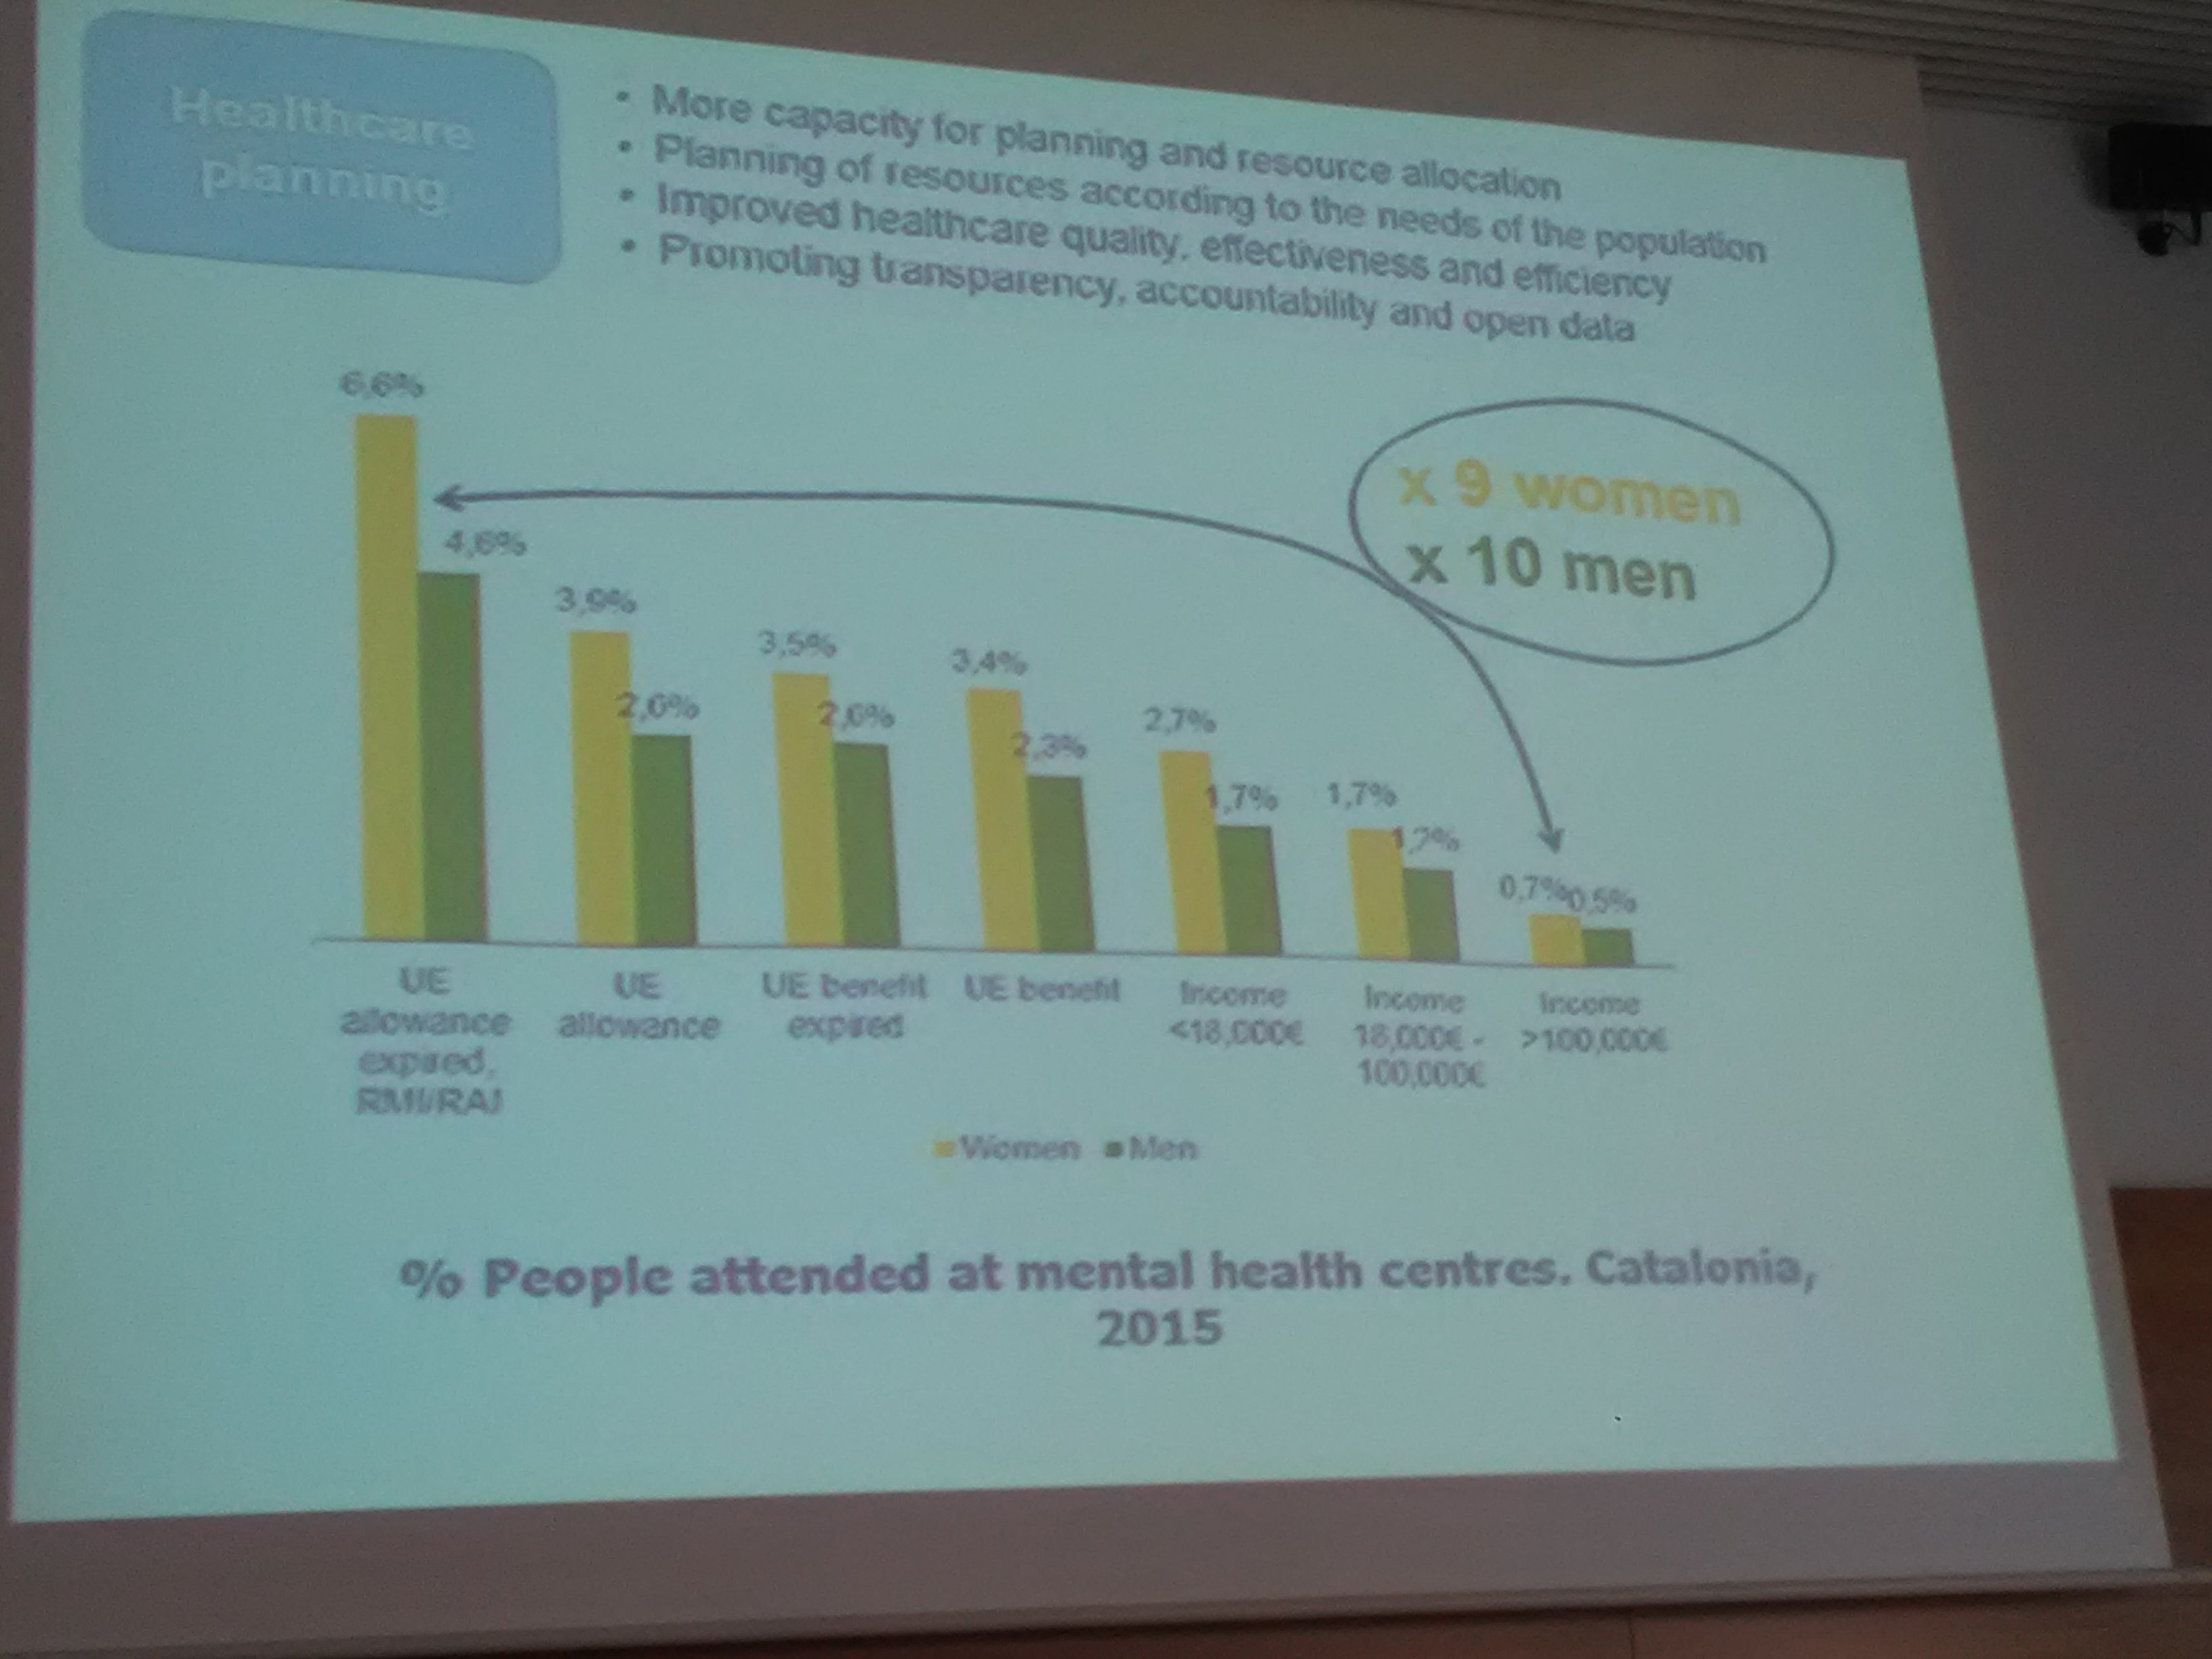 Healthcare
planning
• More capacity for planning and resource allocation
• Planning of resources according to the needs of the population
• Improved healthcare quality, effectiveness and efficiency
• Promoting transparency, accountability and open data
x 9 women
x 10 men
6,6%
4,6%
3,9%
2,6%
3,5%
2,6%
3,4%
2,3%
2,7%
1,7%
1,7%
1,2%
0,7%
0,5%
UE
allowance
expired,
RMI/RAI
UE
allowance
UE benefit
expired
UE benefit
Income
<18,000€
Income
18,000€ -
100,000€
Income
>100,000€
Women
Men
% People attended at mental health centres. Catalonia,
2015